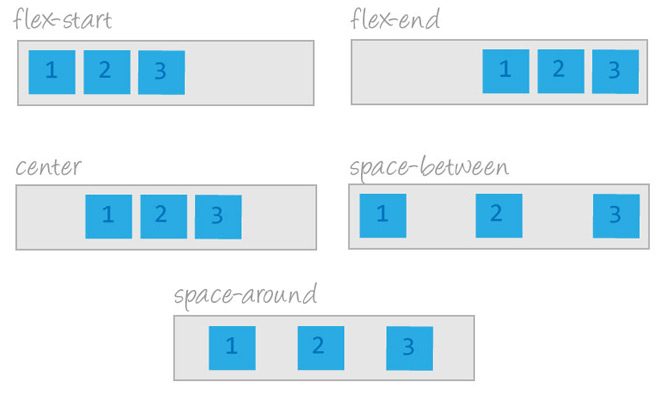 flex-start
1 2 3
flex-end
1 2 3
center
1 2 3
space-between
1 2 3
space-around
1 2 3